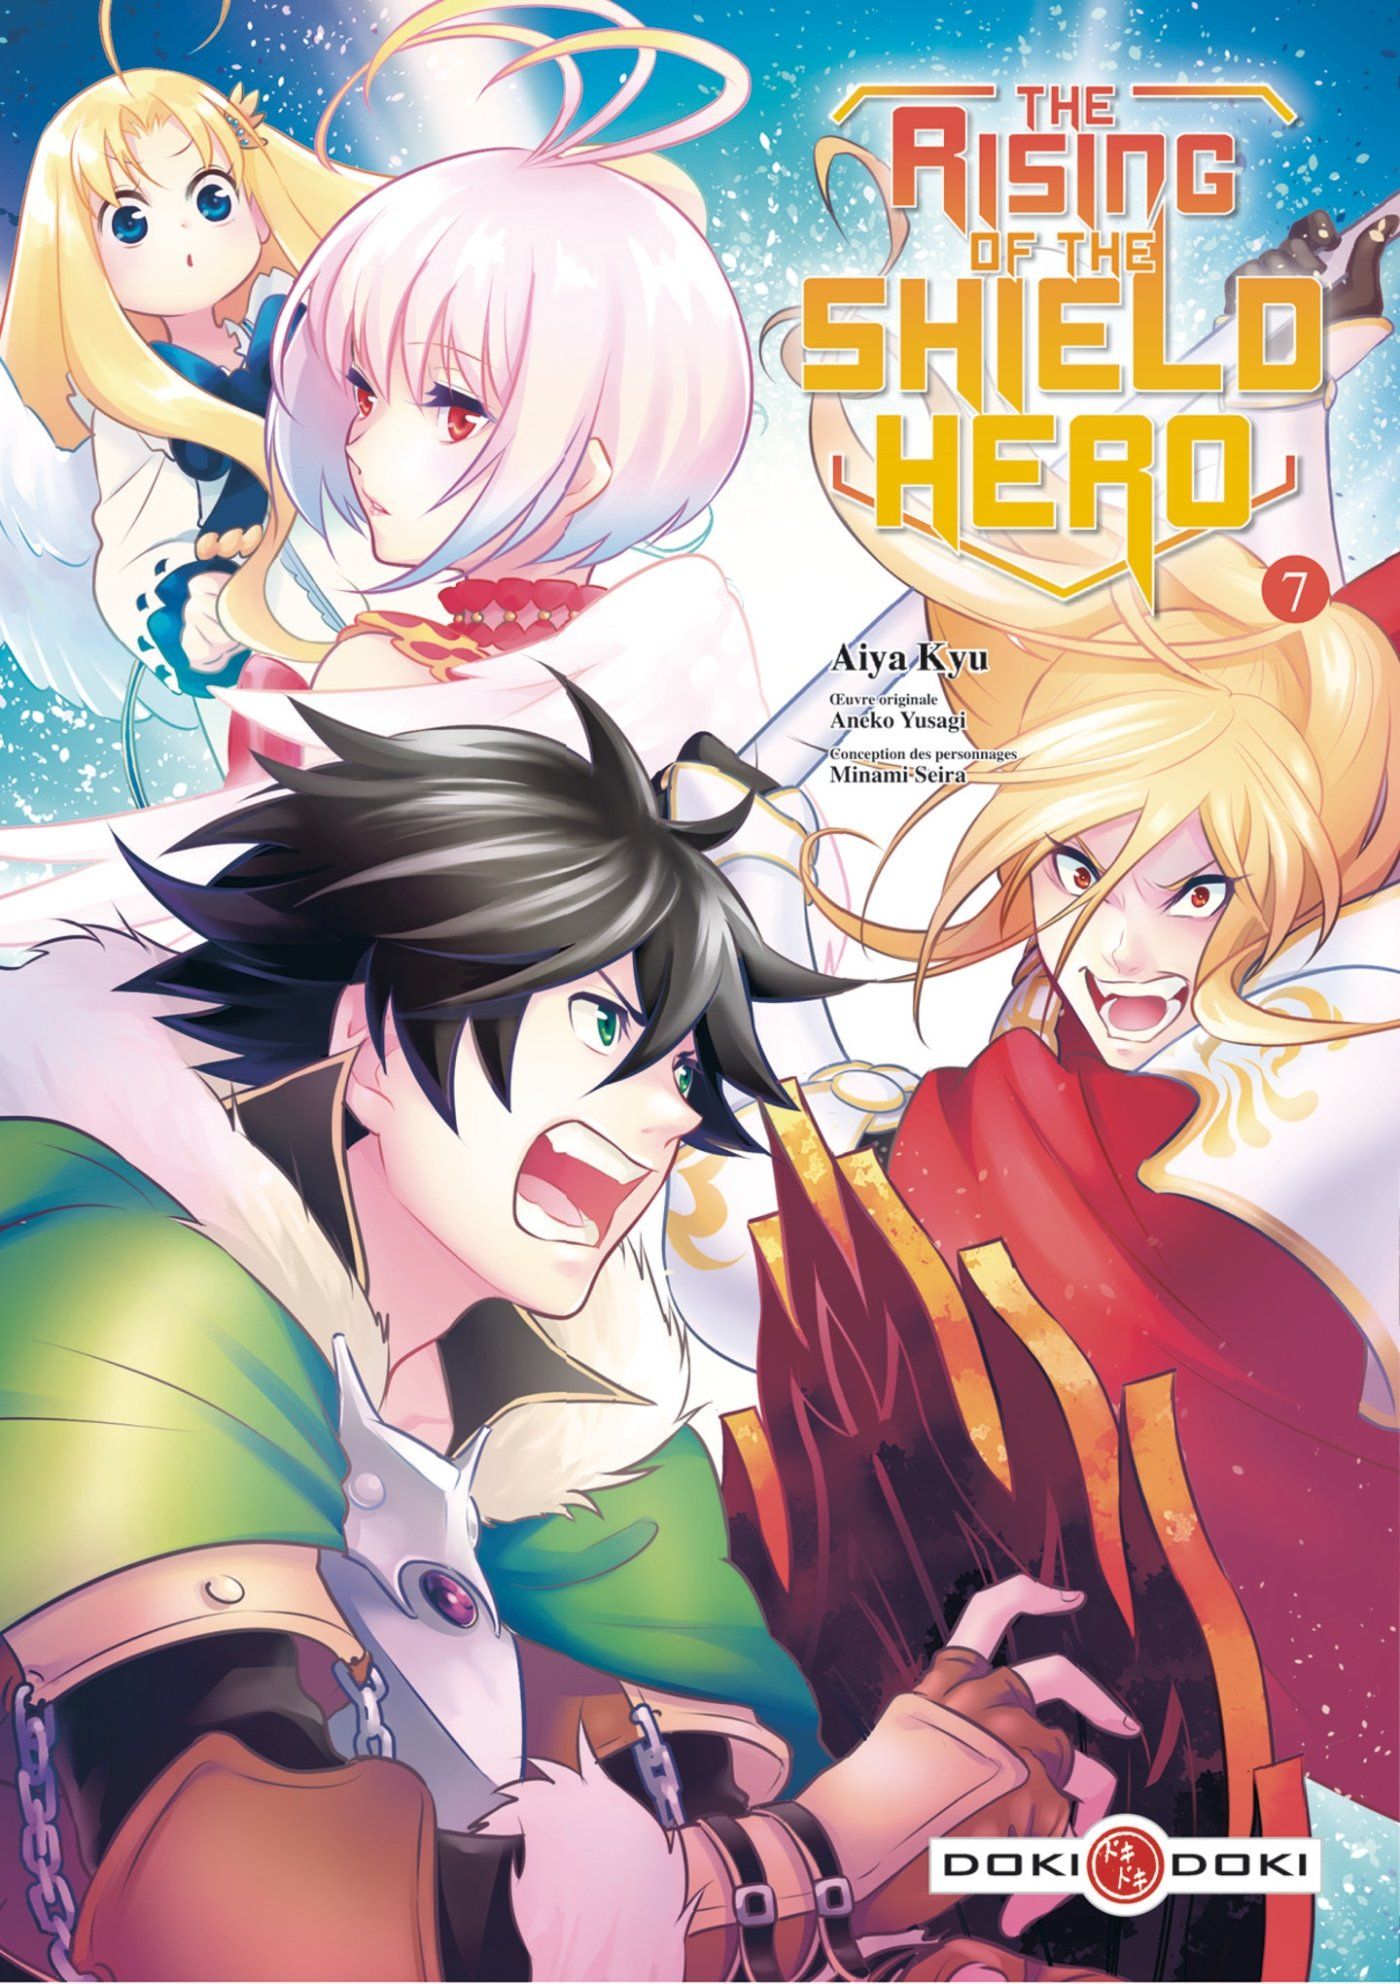 THE
RISING
OF THE
SHIELD
HERO
7
Aiya Kyu
Œuvre originale
Aneko Yusagi
Conception des personnages
Minami Seira
DOKI ドキドキ DOKI